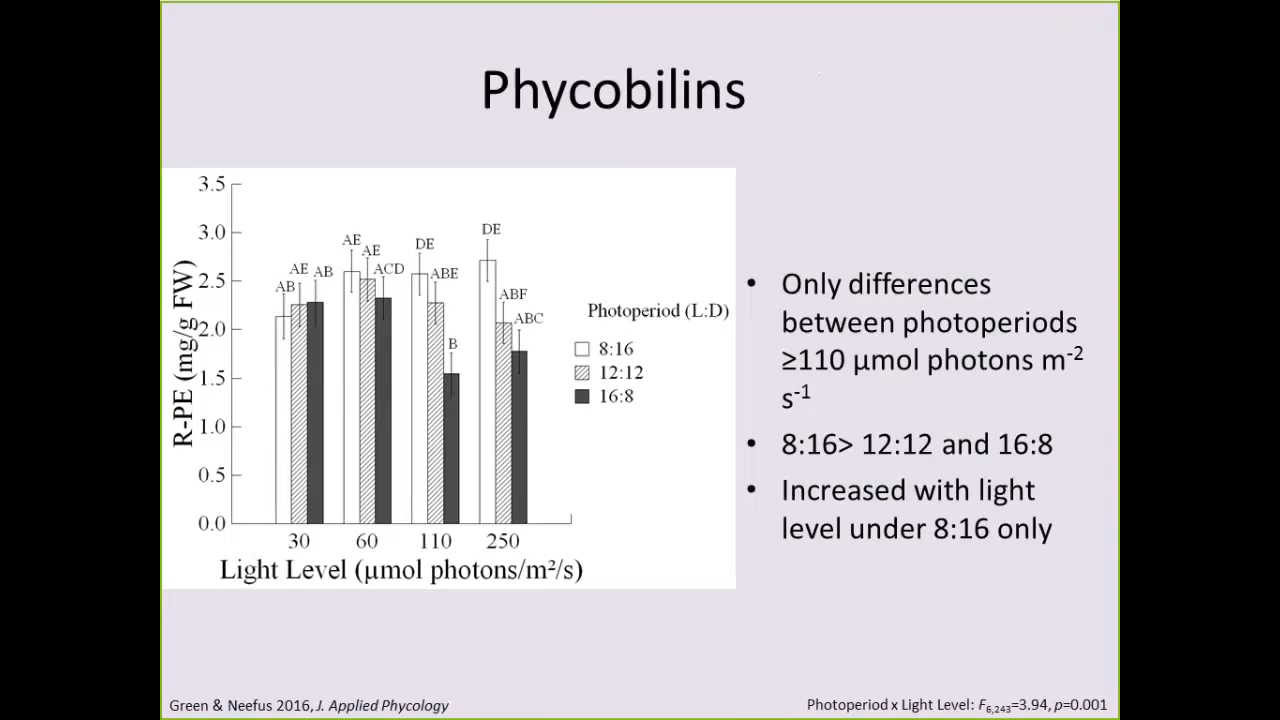 Phycobilins
3.5
3.0
2.5
2.0
1.5
1.0
0.5
0.0
R-PE (mg/g FW)
AB
AE
AB
AE
AE
ACD
DE
ABE
B
DE
ABF
ABC
30 60 110 250
Light Level (µmol photons/m²/s)
Photoperiod (L:D)
8:16
12:12
16:8
• Only differences
between photoperiods
≥110 µmol photons m⁻²
s⁻¹
• 8:16> 12:12 and 16:8
• Increased with light
level under 8:16 only
Green & Neefus 2016, J. Applied Phycology
Photoperiod x Light Level: F₆,₂₄₃=3.94, p=0.001